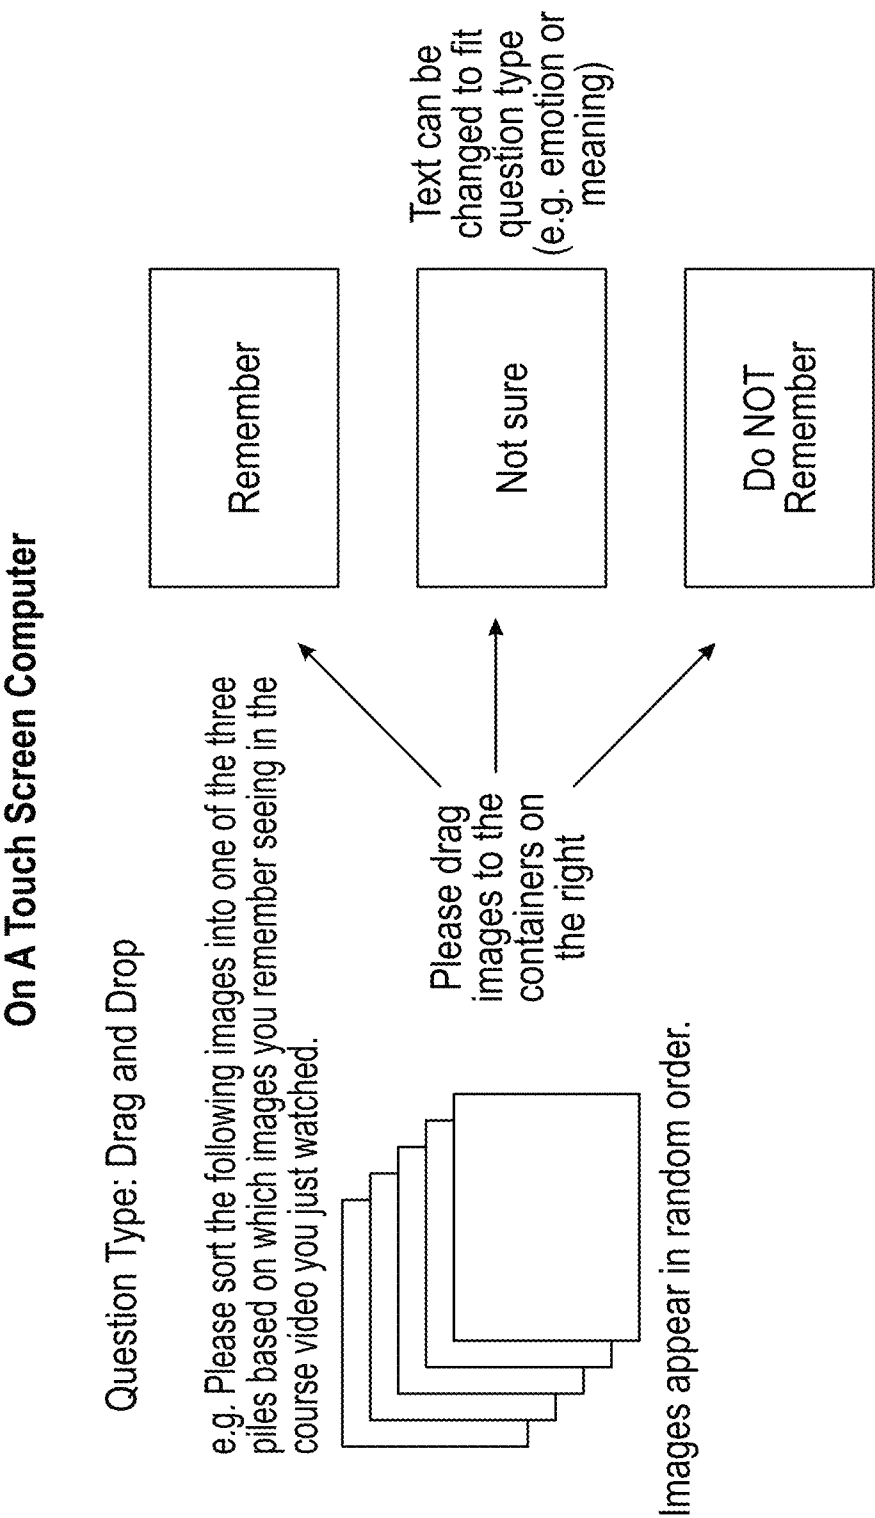 On A Touch Screen Computer
Question Type: Drag and Drop
e.g. Please sort the following images into one of the three
piles based on which images you remember seeing in the
course video you just watched.
Images appear in random order.
Please drag
images to the
containers on
the right
Remember
Not sure
Do NOT
Remember
Text can be
changed to fit
question type
(e.g. emotion or
meaning)